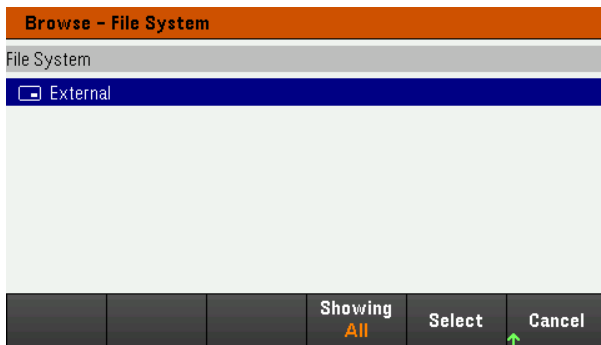 Browse - File System
File System
External
Showing
All
Select
Cancel